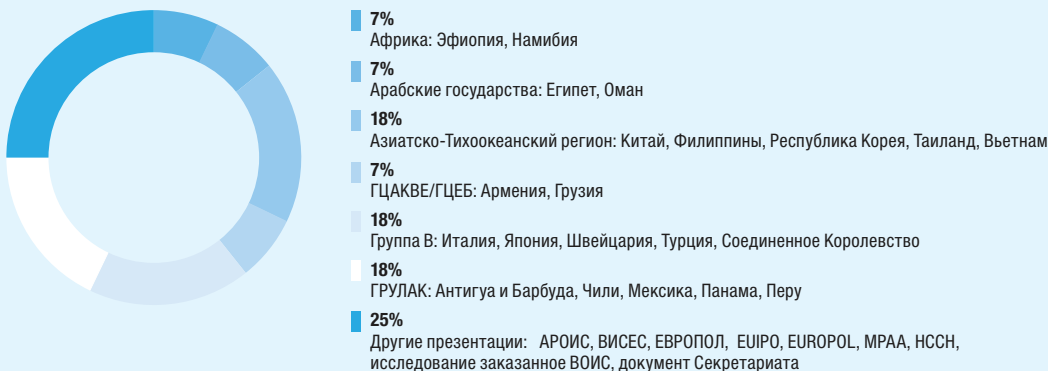 7%
Африка: Эфиопия, Намибия
7%
Арабские государства: Египет, Оман
18%
Азиатско-Тихоокеанский регион: Китай, Филиппины, Республика Корея, Таиланд, Вьетнам
7%
ГЦАКВЕ/ГЦЕБ: Армения, Грузия
18%
Группа B: Италия, Япония, Швейцария, Турция, Соединенное Королевство
18%
ГРУЛАК: Антигуа и Барбуда, Чили, Мексика, Панама, Перу
25%
Другие презентации: АРОИС, ВИСЕС, ЕВРОПОЛ, EUIPO, EUROPOL, MPAA, HCCH,
исследование заказанное ВОИС, документ Секретариата